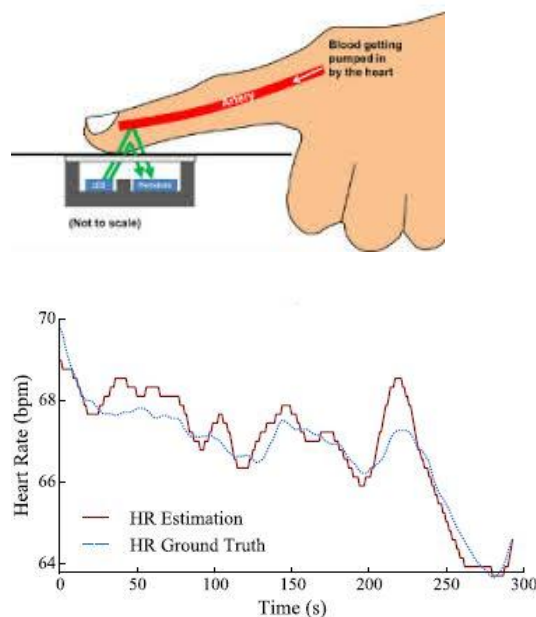 Blood getting
pumped in
by the heart
Artery
LED
(Not to scale)
70
68
66
64
Heart Rate (bpm)
HR Estimation
HR Ground Truth
0
50
100
150
200
250
300
Time (s)